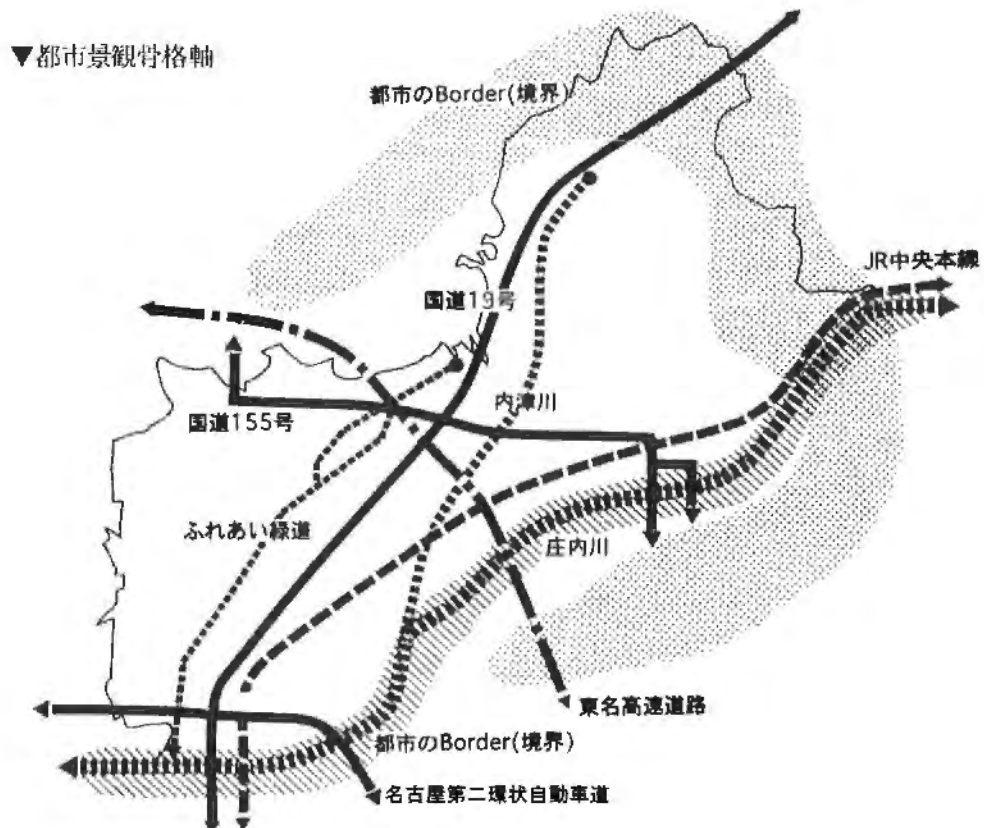 ▼都市景観骨格軸
都市のBorder(境界)
JR中央本線
国道19号
内津川
国道155号
ふれあい緑道
庄内川
東名高速道路
都市のBorder(境界)
名古屋第二環状自動車道